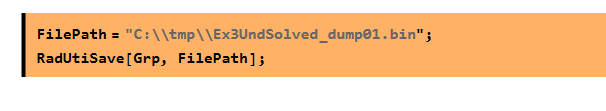 FilePath = "C:\\tmp\\Ex3UndSolved_dump01.bin";
RadUtiSave[Grp, FilePath];